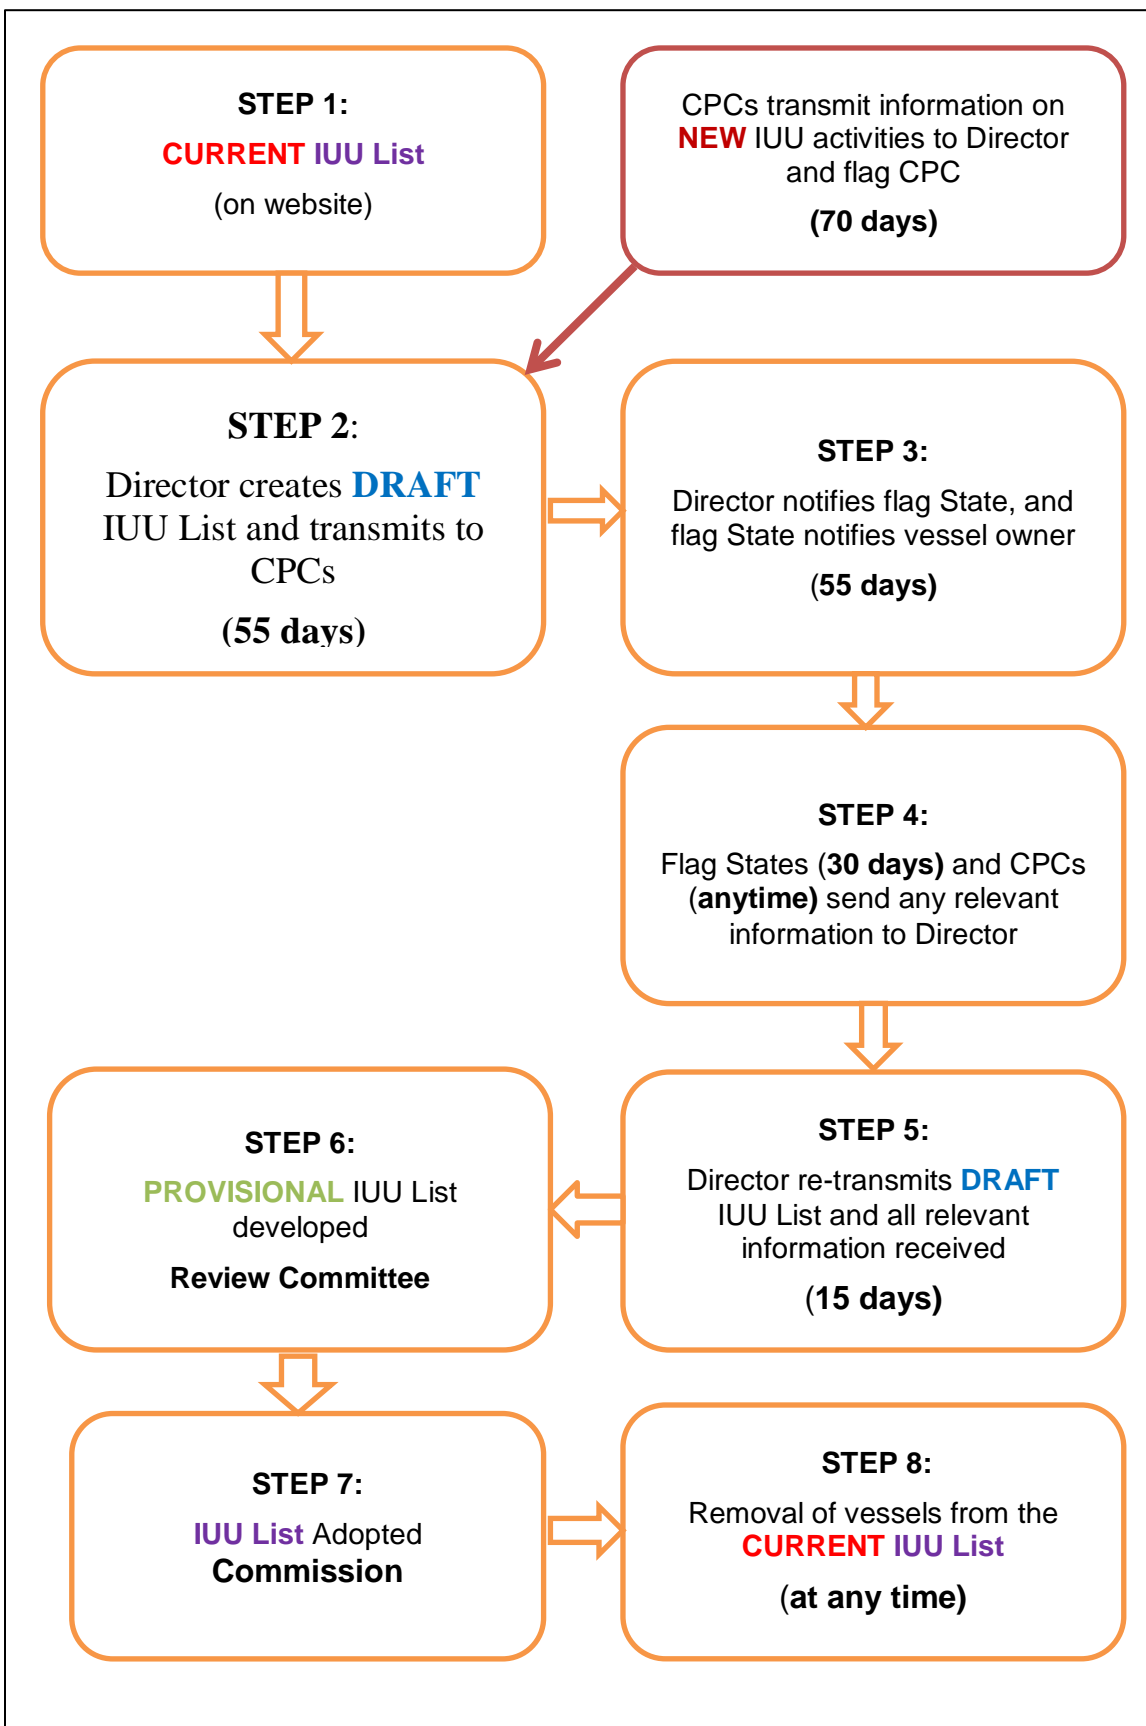 STEP 1:
CURRENT IUU List
(on website)
CPCs transmit information on
NEW IUU activities to Director
and flag CPC
(70 days)
STEP 2:
Director creates DRAFT
IUU List and transmits to
CPCs
(55 days)
STEP 3:
Director notifies flag State, and
flag State notifies vessel owner
(55 days)
STEP 4:
Flag States (30 days) and CPCs
(anytime) send any relevant
information to Director
STEP 5:
Director re-transmits DRAFT
IUU List and all relevant
information received
(15 days)
STEP 6:
PROVISIONAL IUU List
developed
Review Committee
STEP 7:
IUU List Adopted
Commission
STEP 8:
Removal of vessels from the
CURRENT IUU List
(at any time)